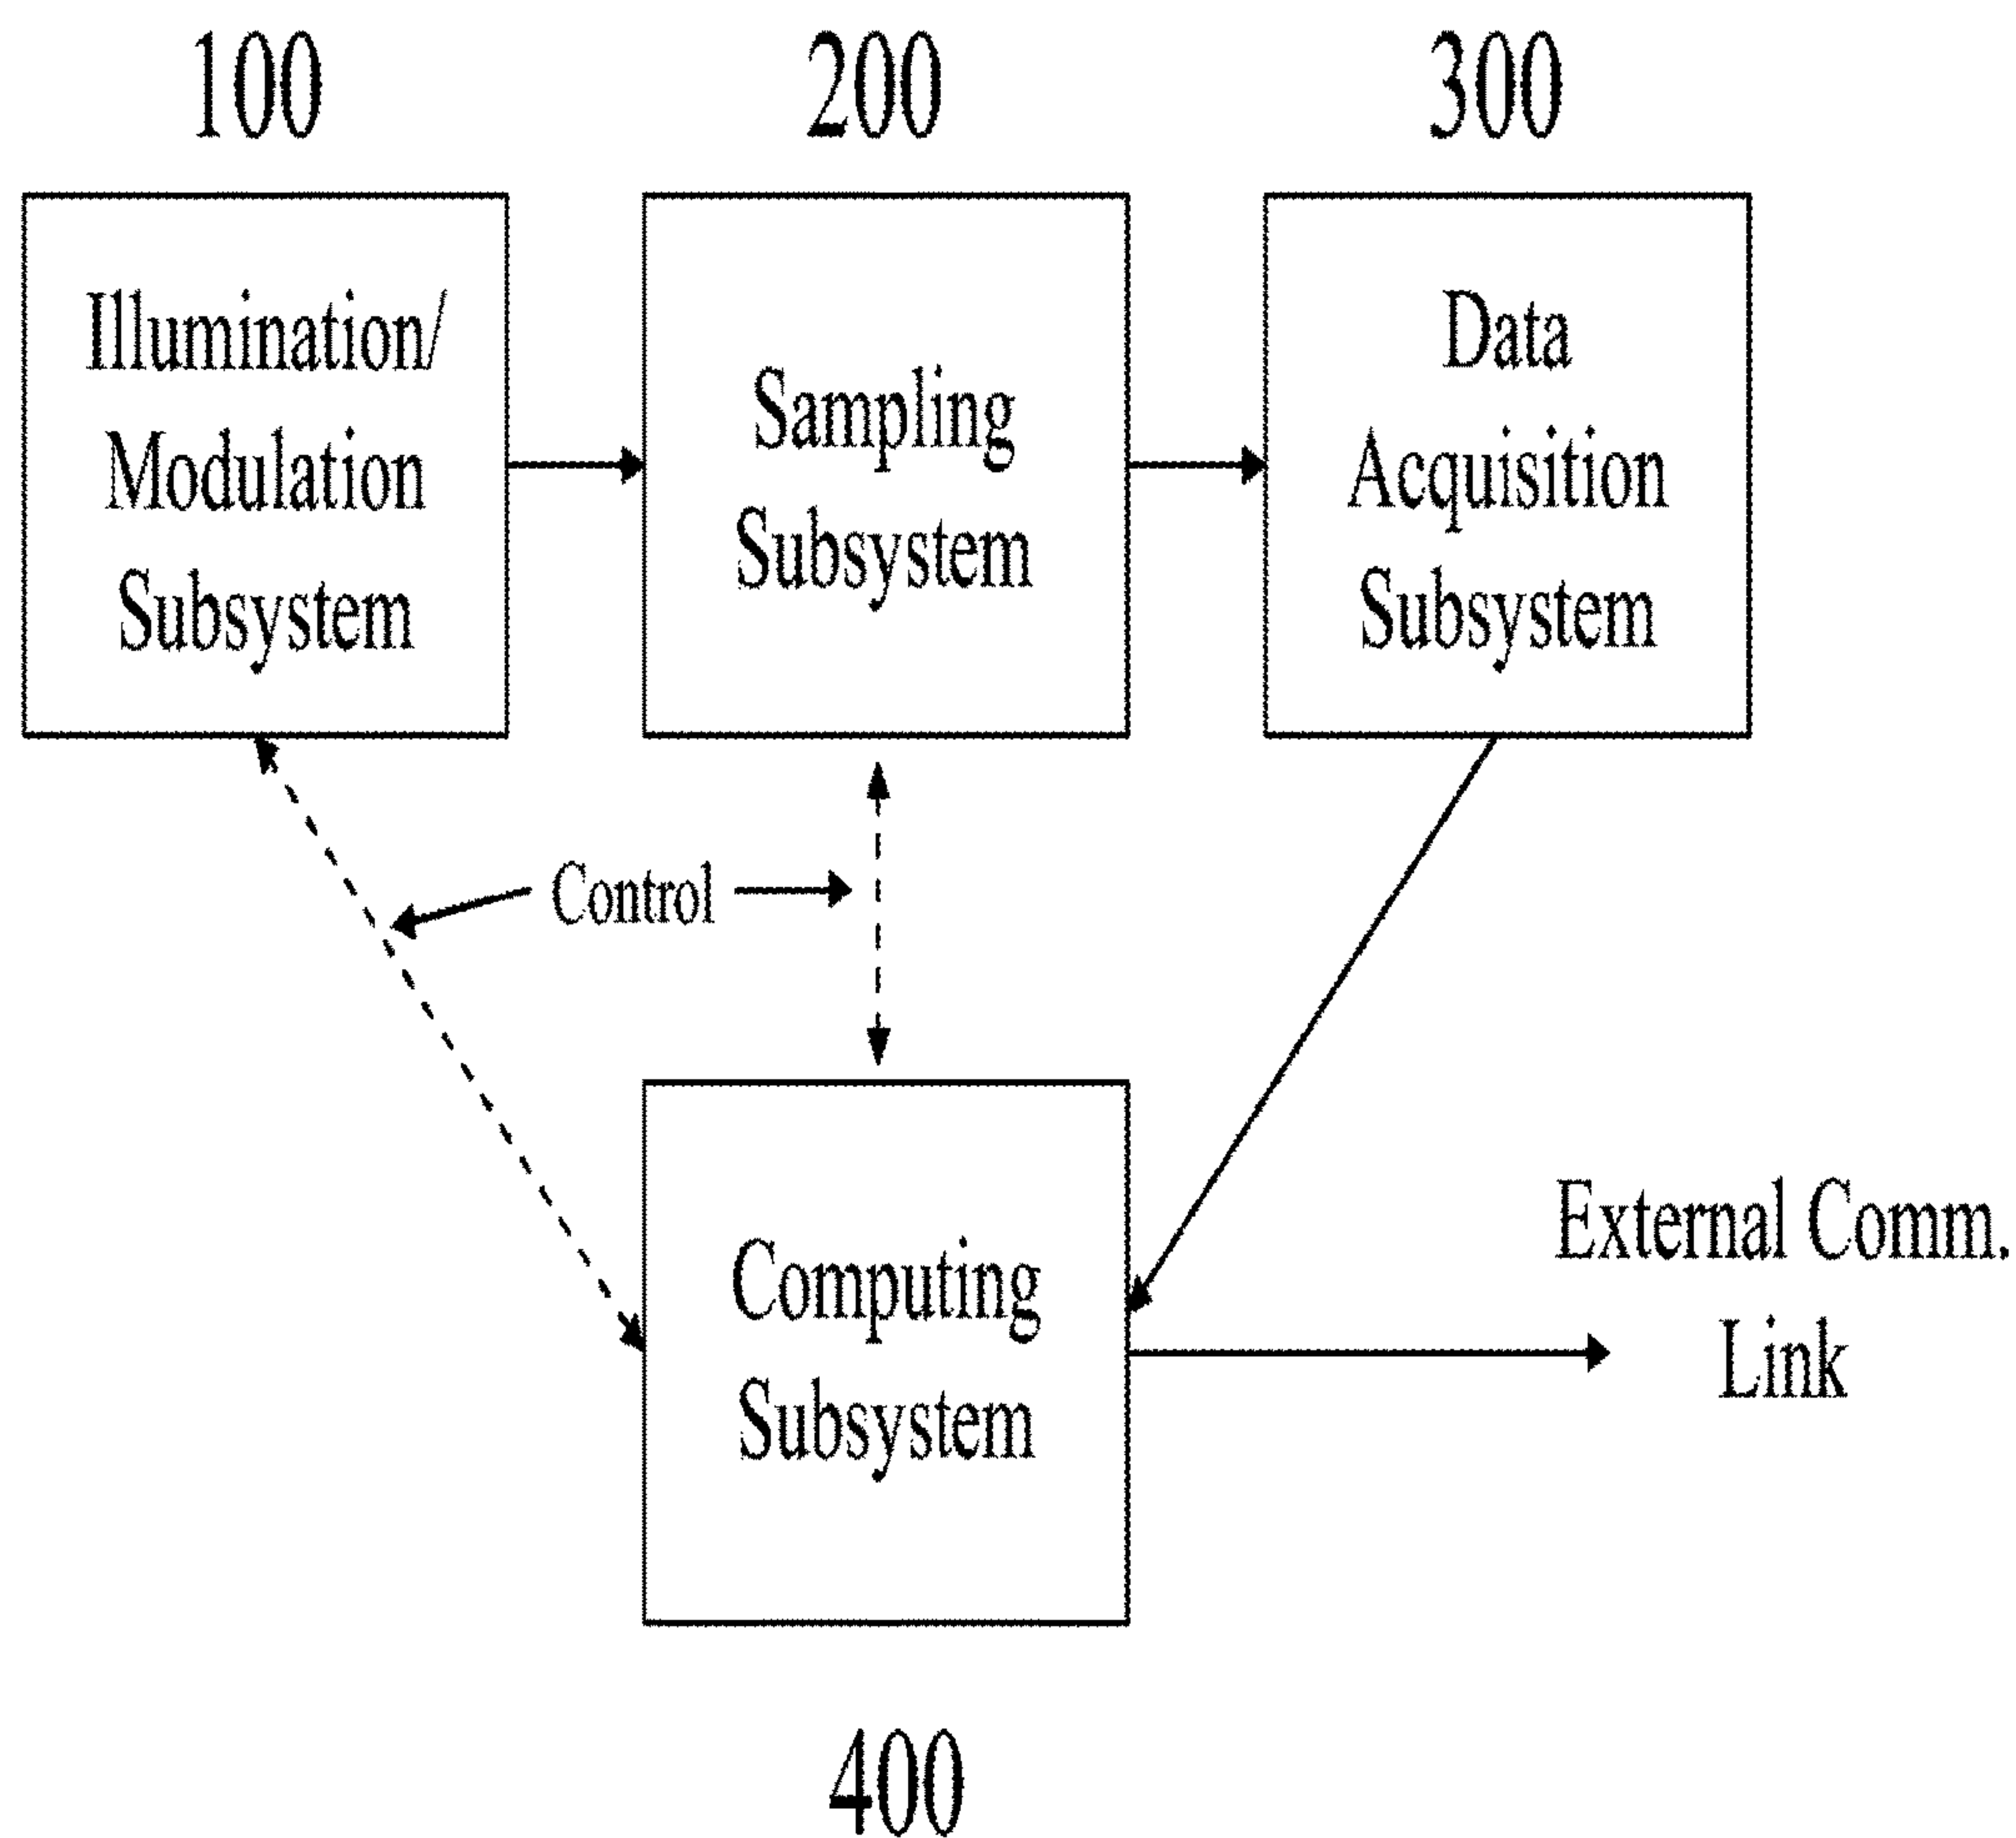 100
200
300
Illumination/
Modulation
Subsystem
Sampling
Subsystem
Data
Acquisition
Subsystem
Control
Computing
Subsystem
External Comm.
Link
400